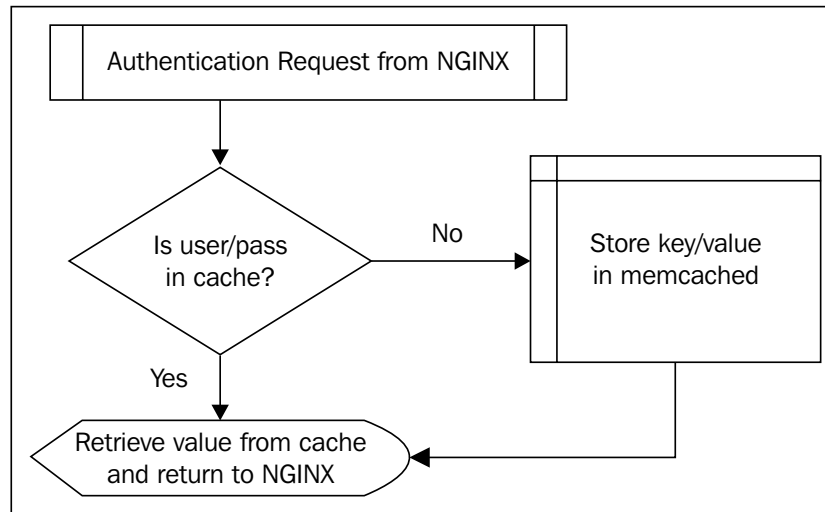 Authentication Request from NGINX
Is user/pass
in cache?
No
Store key/value
in memcached
Yes
Retrieve value from cache
and return to NGINX